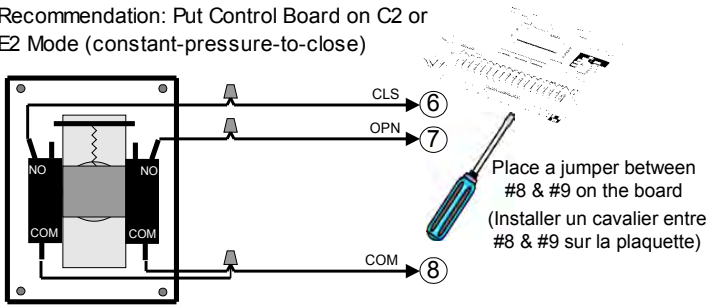 Recommendation: Put Control Board on C2 or
E2 Mode (constant-pressure-to-close)
CLS
6
OPN
7
NO
NO
COM
COM
COM
8
Place a jumper between
#8 & #9 on the board
(Installer un cavalier entre
#8 & #9 sur la plaquette)